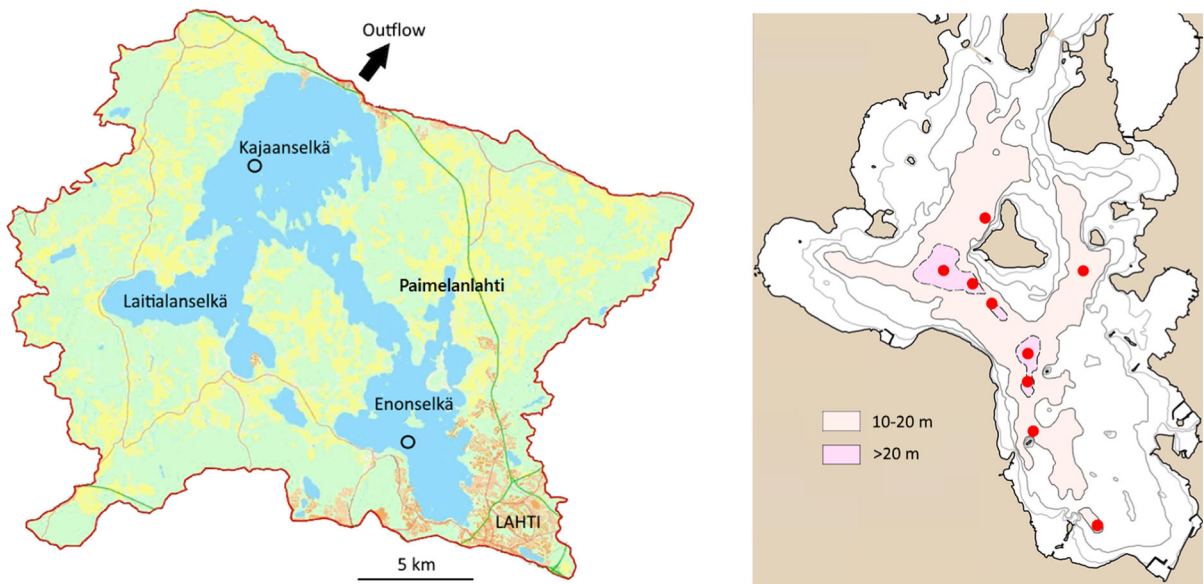 Outflow
Kajaanselkä
Laitialanselkä
Paimelanlahti
Enonselkä
LAHTI
5 km
10-20 m
>20 m